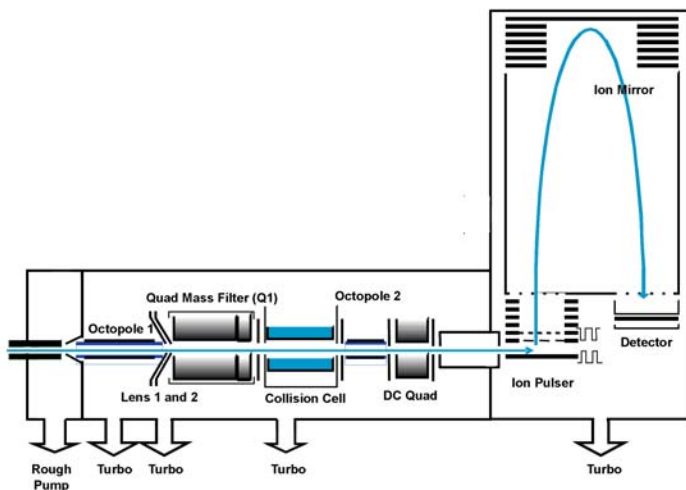 Ion Mirror
Quad Mass Filter (Q1)
Octopole 2
Octopole 1
Detector
Ion Pulser
Lens 1 and 2
Collision Cell
DC Quad
Rough
Pump
Turbo
Turbo
Turbo
Turbo